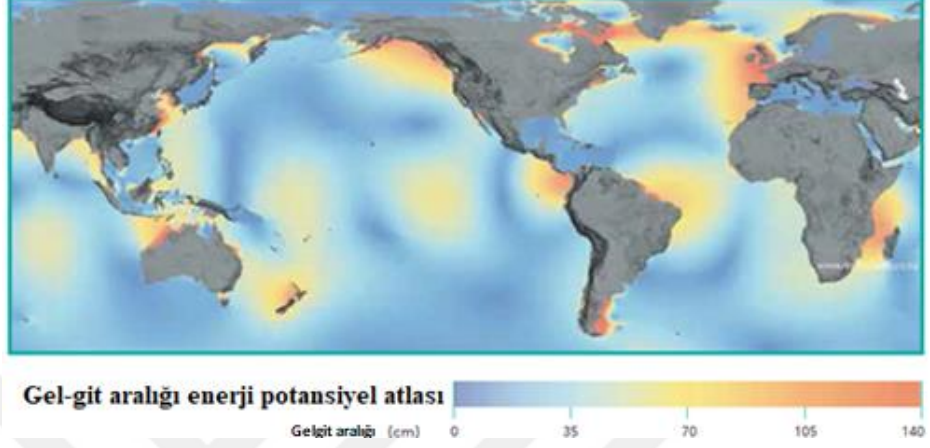 Gel-git aralığı enerji potansiyel atlası
Gelgit aralığı (cm) 0 35 70 105 140